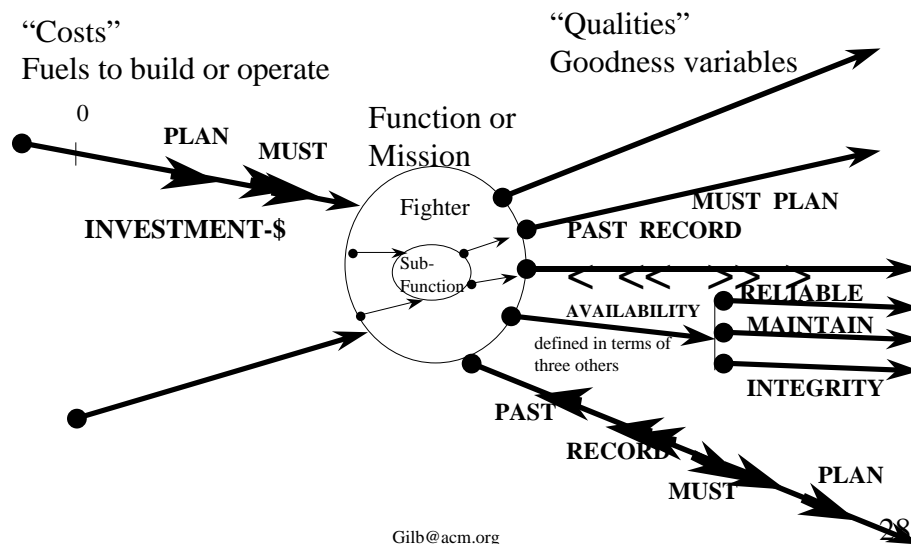 “Costs”
Fuels to build or operate
“Qualities”
Goodness variables
0
PLAN
MUST
INVESTMENT-$
Function or
Mission
Fighter
Sub-
Function
MUST PLAN
PAST RECORD
RELIABLE
AVAILABILITY
MAINTAIN
defined in terms of
three others
INTEGRITY
PAST
RECORD
MUST
PLAN
Gilb@acm.org
28